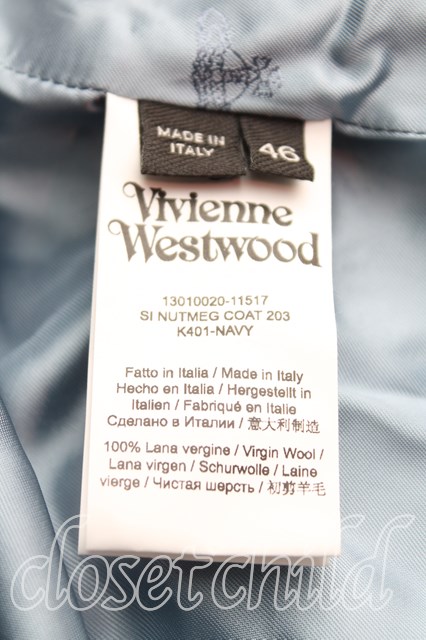 MADE IN
ITALY
46
Vivienne
Westwood
13010020-11517
SI NUTMEG COAT 203
K401-NAVY
Fatto in Italia / Made in Italy
Hecho en Italia / Hergestellt in
Italien / Fabriqué en Italie
Сделано в Италии / 意大利制造
100% Lana vergine / Virgin Wool /
Lana virgen / Schurwolle / Laine
vierge / Чистая шерсть / 初剪羊毛
closet child